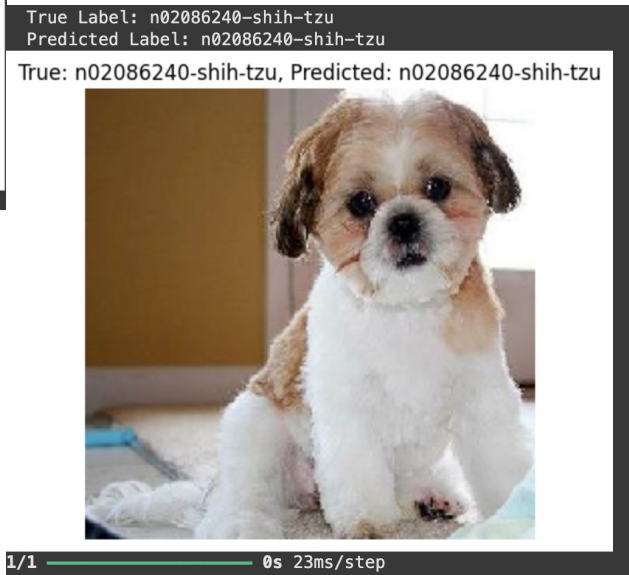 True Label: n02086240-shih-tzu
Predicted Label: n02086240-shih-tzu
True: n02086240-shih-tzu, Predicted: n02086240-shih-tzu
1/1 ━━━━━━━━━━━━━━━━━━━━ 0s 23ms/step